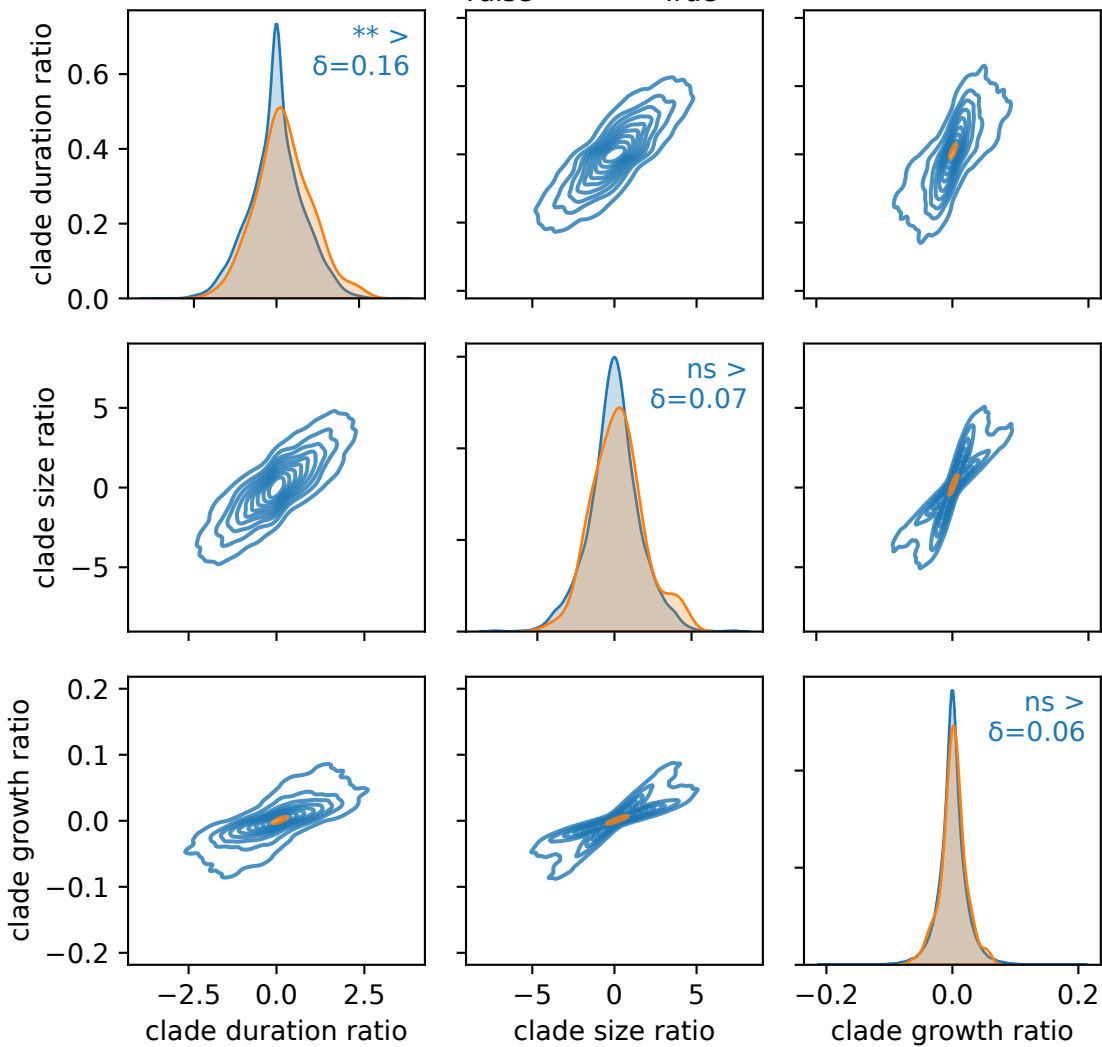 clade duration ratio
0.6
0.4
0.2
0.0
** >
δ=0.16
clade size ratio
5
0
−5
ns >
δ=0.07
clade growth ratio
0.2
0.1
0.0
−0.1
−0.2
ns >
δ=0.06
−2.5 0.0 2.5
−5 0 5
−0.2 0.0 0.2
clade duration ratio
clade size ratio
clade growth ratio